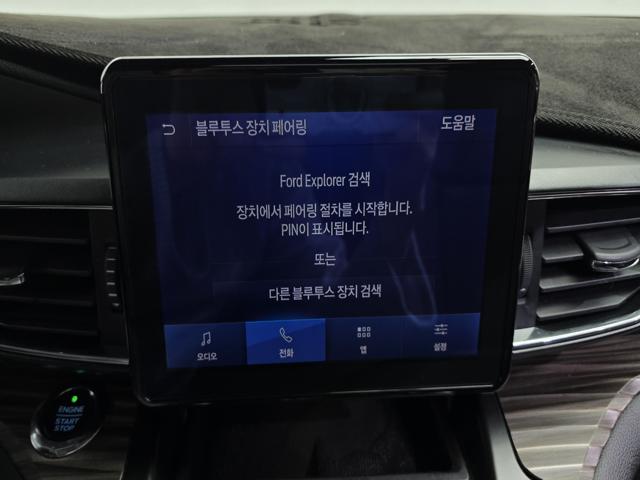 블루투스 장치 페어링
도움말
Ford Explorer 검색
장치에서 페어링 절차를 시작합니다.
PIN이 표시됩니다.
또는
다른 블루투스 장치 검색
오디오
전화
앱
설정
ENGINE
START
STOP